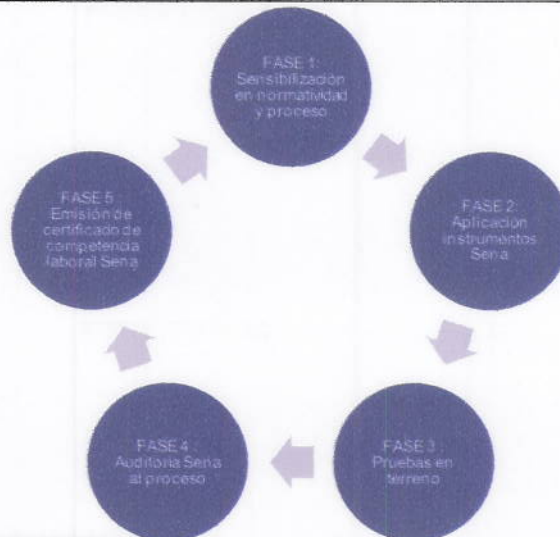 FASE 1:
Sensibilización
en normatividad
y proceso
FASE 2:
Aplicación
instrumentos
Sena
FASE 3 :
Pruebas en
terreno
FASE 4 :
Auditoria Sena
al proceso
FASE 5
Emisión de
certificado de
competencia
laboral Sena